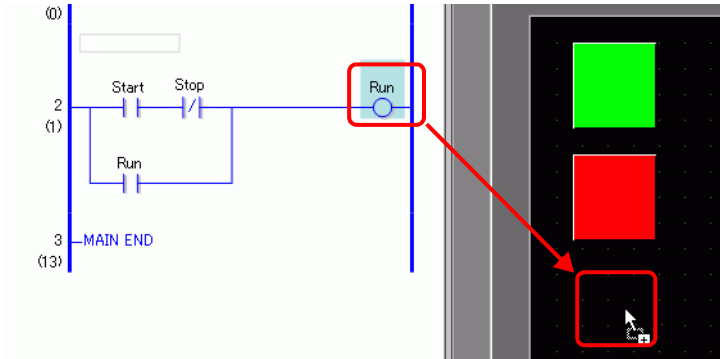 (0)
Start Stop Run
2
(1)
Run
3 MAIN END
(13)